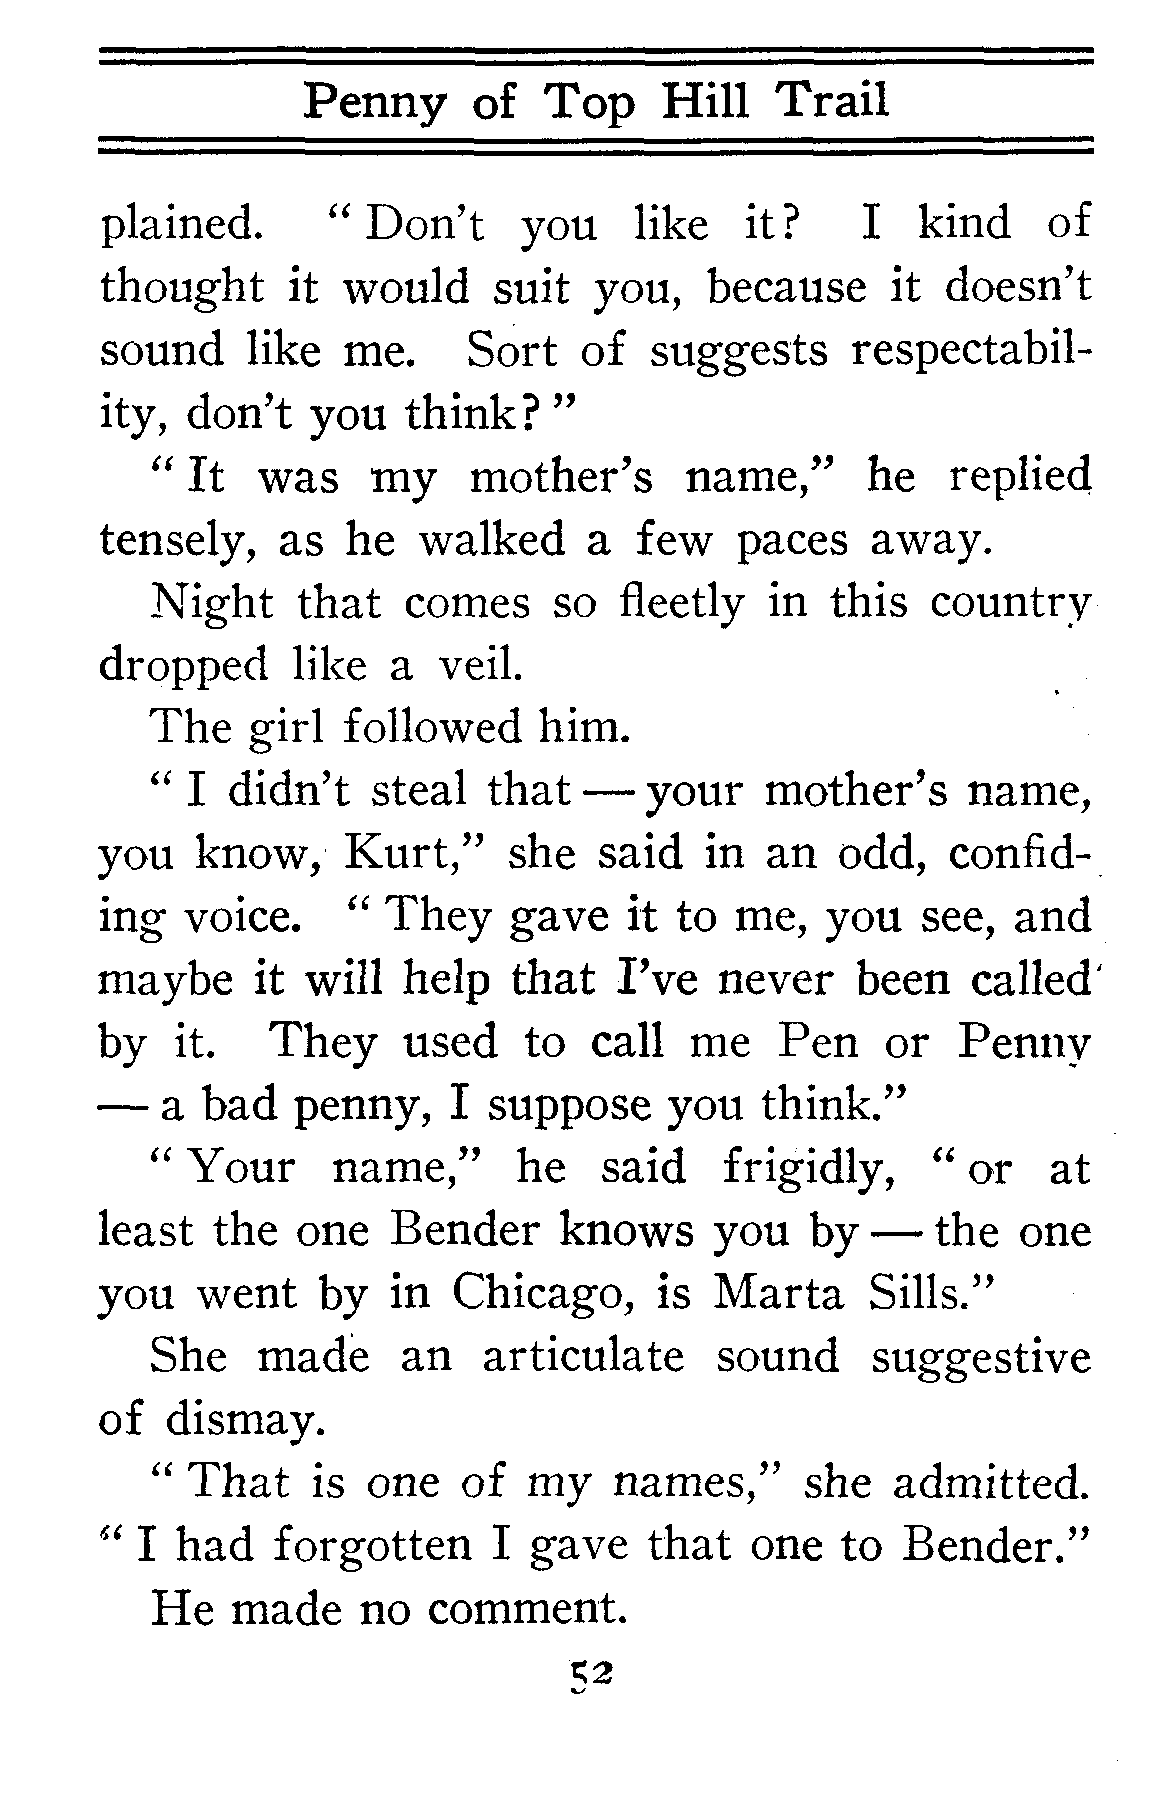 Penny of Top Hill Trail
plained. “ Don’t you like it? I kind of
thought it would suit you, because it doesn’t
sound like me. Sort of suggests respectabil-
ity, don’t you think? ”
“ It was my mother’s name,” he replied
tensely, as he walked a few paces away.
Night that comes so fleetly in this country
dropped like a veil.
The girl followed him.
“ I didn’t steal that — your mother’s name,
you know, Kurt,” she said in an odd, confid-
ing voice. “ They gave it to me, you see, and
maybe it will help that I’ve never been called
by it. They used to call me Pen or Penny
— a bad penny, I suppose you think.”
“ Your name,” he said frigidly, “ or at
least the one Bender knows you by — the one
you went by in Chicago, is Marta Sills.”
She made an articulate sound suggestive
of dismay.
“ That is one of my names,” she admitted.
“ I had forgotten I gave that one to Bender.”
He made no comment.
52